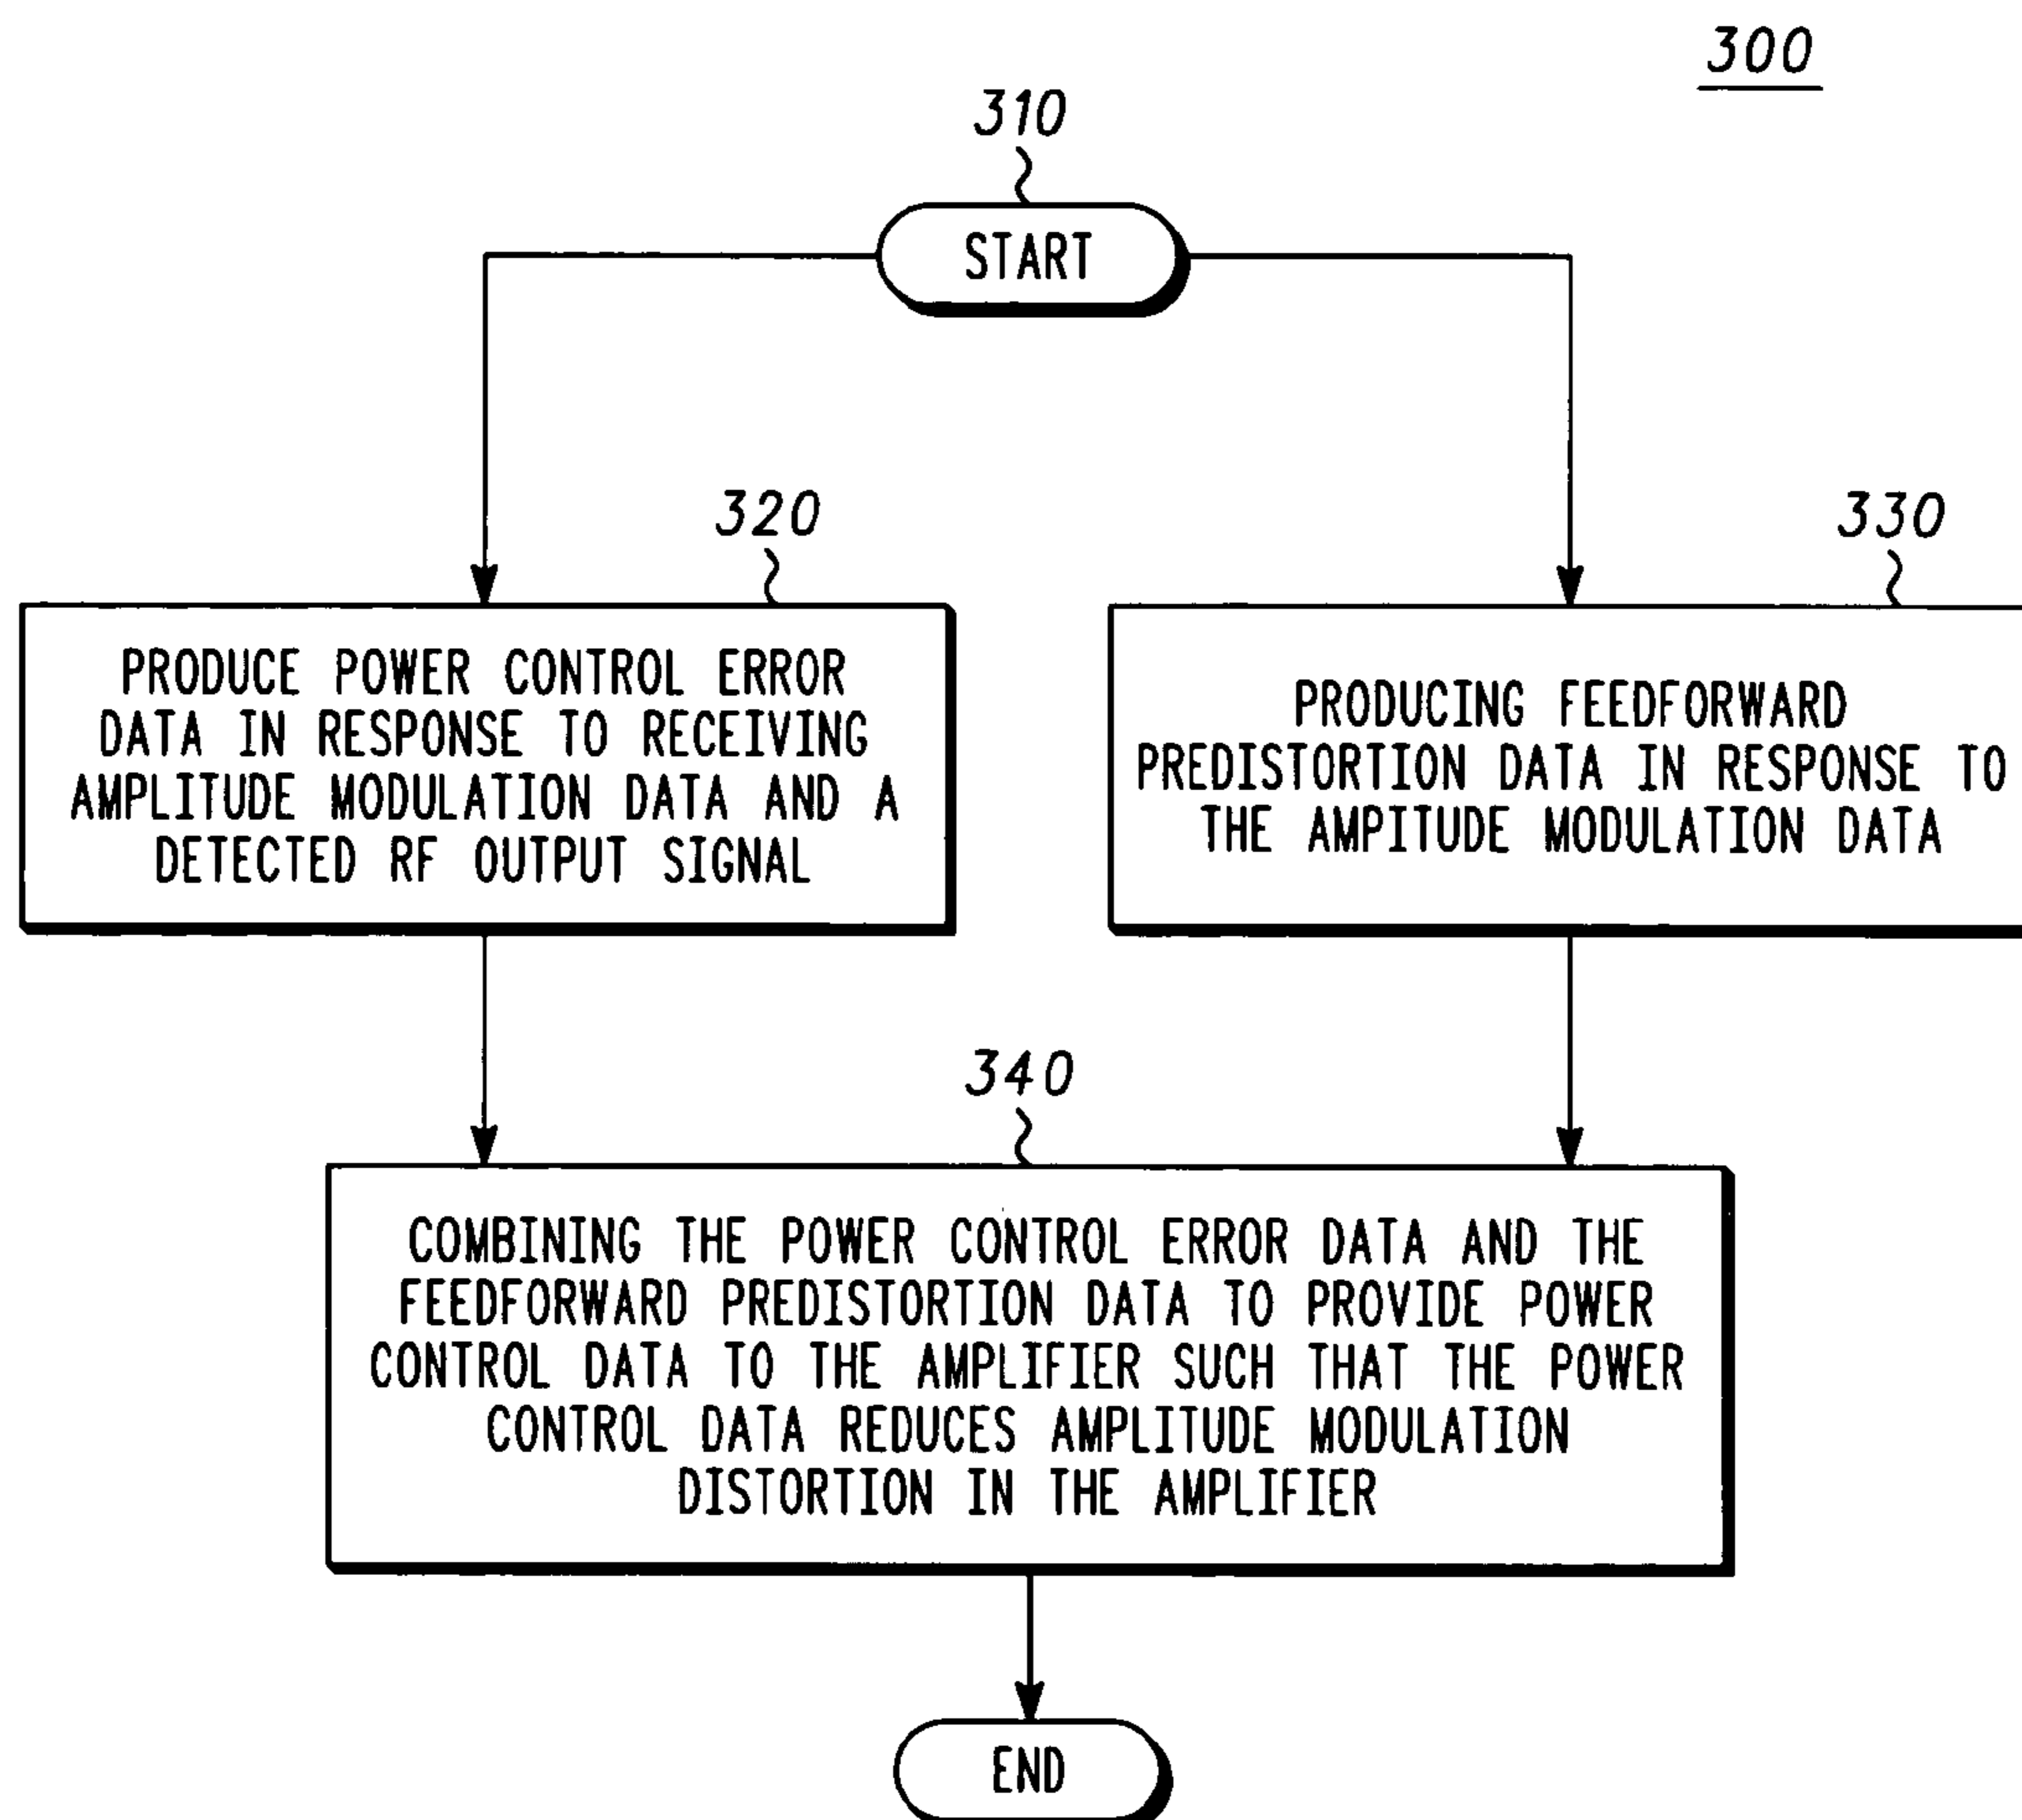 300
310
START
320
330
PRODUCE POWER CONTROL ERROR
DATA IN RESPONSE TO RECEIVING
AMPLITUDE MODULATION DATA AND A
DETECTED RF OUTPUT SIGNAL
PRODUCING FEEDFORWARD
PREDISTORTION DATA IN RESPONSE TO
THE AMPITUDE MODULATION DATA
340
COMBINING THE POWER CONTROL ERROR DATA AND THE
FEEDFORWARD PREDISTORTION DATA TO PROVIDE POWER
CONTROL DATA TO THE AMPLIFIER SUCH THAT THE POWER
CONTROL DATA REDUCES AMPLITUDE MODULATION
DISTORTION IN THE AMPLIFIER
END